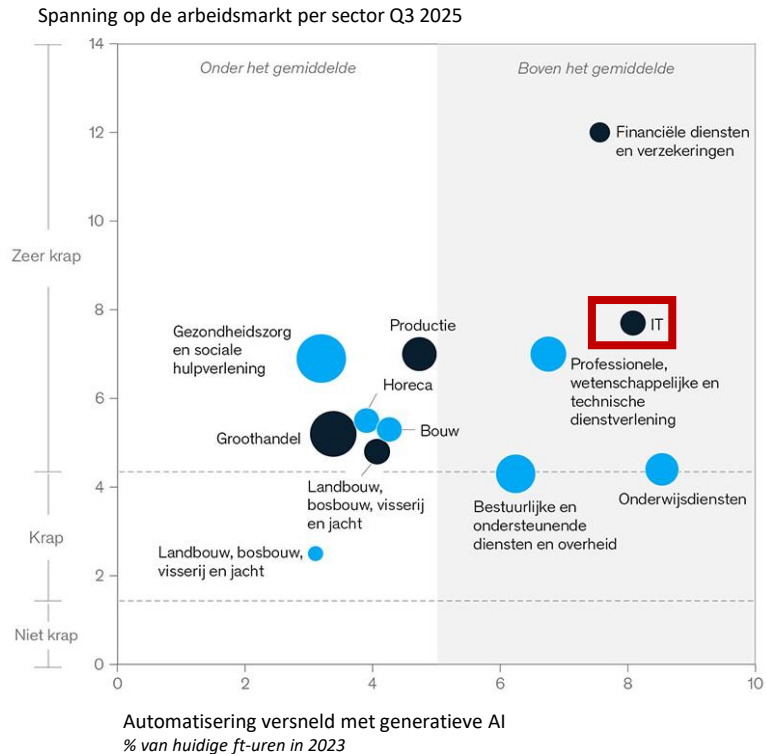 Spanning op de arbeidsmarkt per sector Q3 2025
14
Onder het gemiddelde
Boven het gemiddelde
12
Financiële diensten
en verzekeringen
10
Zeer krap
8
IT
Gezondheidszorg
en sociale
hulpverlening
Productie
Professionele,
wetenschappelijke en
technische
dienstverlening
Horeca
6
Groothandel
Bouw
Landbouw,
bosbouw, visserij
en jacht
4
Bestuurlijke en
ondersteunende
diensten en overheid
Onderwijsdiensten
Krap
Landbouw, bosbouw,
visserij en jacht
2
Niet krap
0
0
2
4
6
8
10
Automatisering versneld met generatieve AI
% van huidige ft-uren in 2023